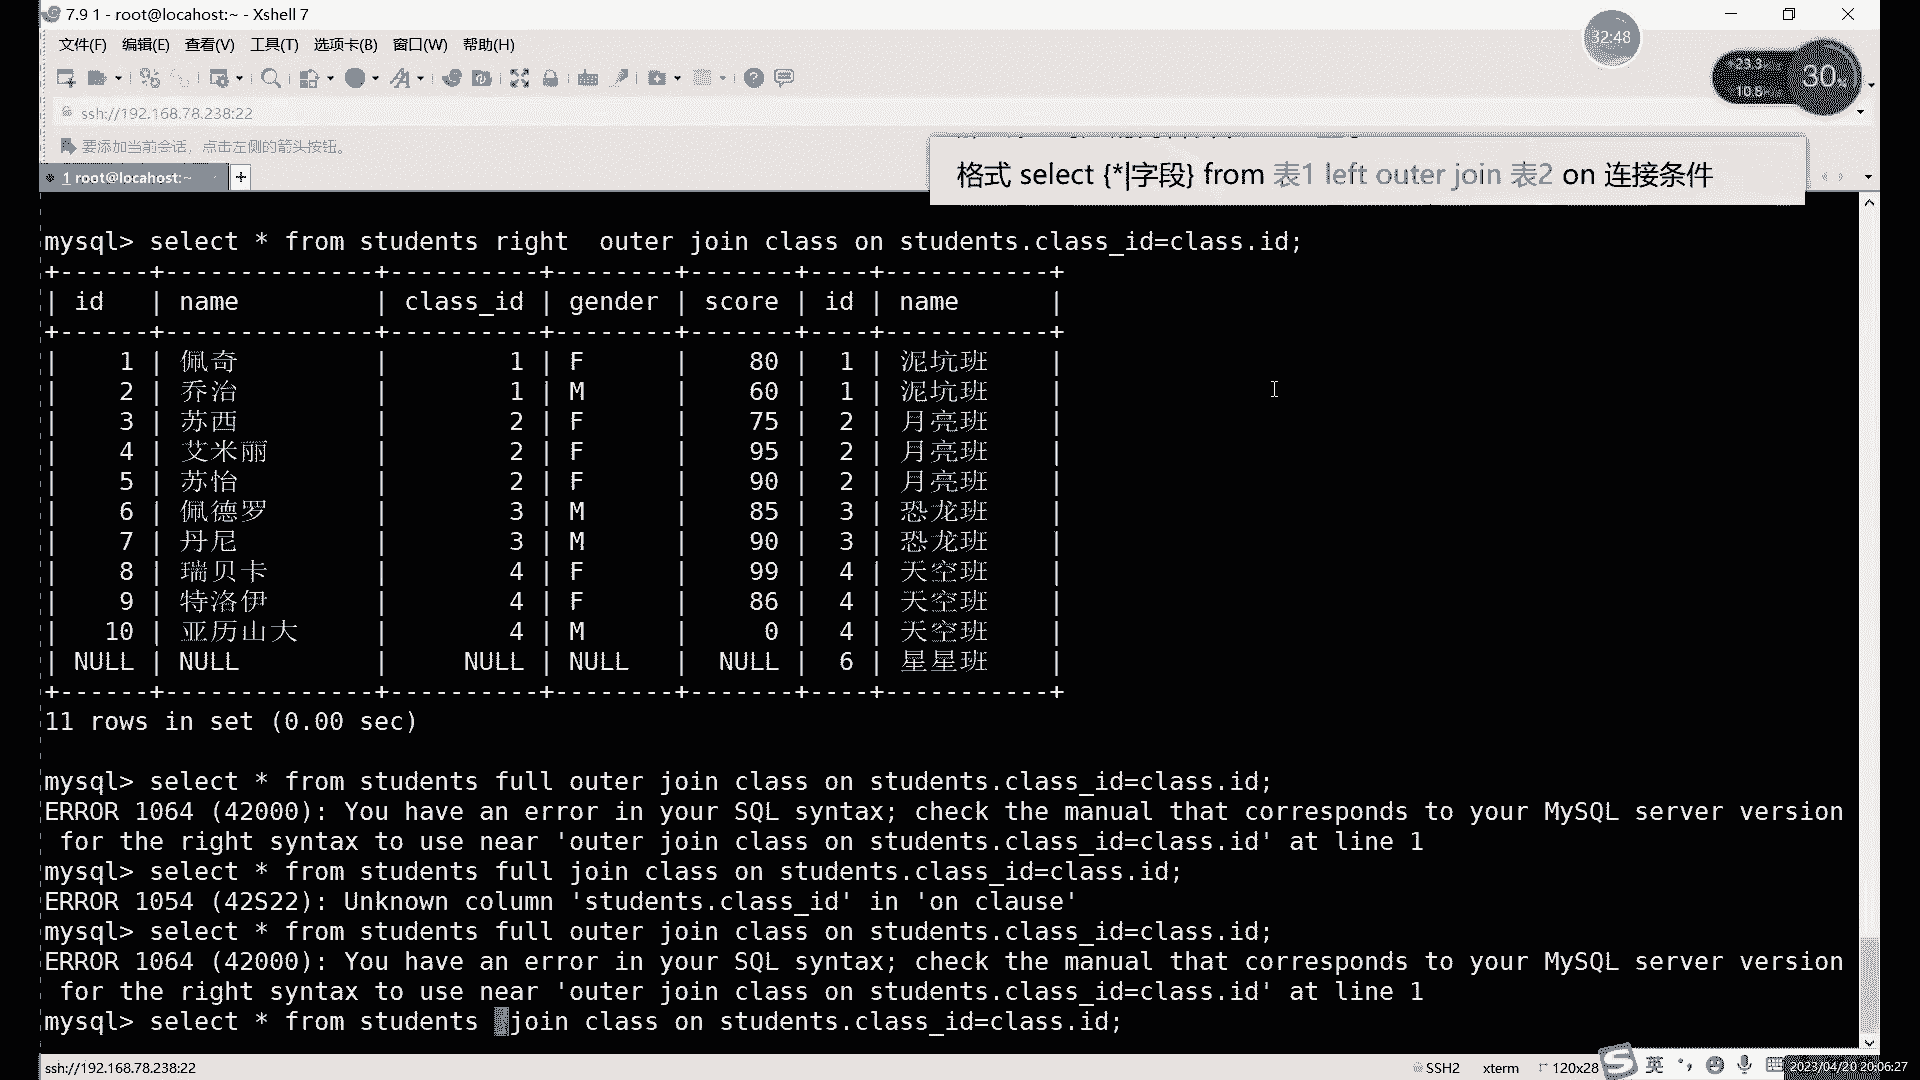 7.9 1 - root@locahost:~ - Xshell 7
文件(F) 编辑(E) 查看(V) 工具(T) 选项卡(B) 窗口(W) 帮助(H)
32:48
23.3
10.8
30
ssh://192.168.78.238:22
要添加当前会话，点击左侧的箭头按钮。
1 root@locahost:~ +
格式 select {*|字段} from 表1 left outer join 表2 on 连接条件
mysql> select * from students right  outer join class on students.class_id=class.id;
+------+--------------+----------+--------+-------+----+-----------+
| id   | name         | class_id | gender | score | id | name      |
+------+--------------+----------+--------+-------+----+-----------+
|    1 | 佩奇         |        1 | F      |    80 |  1 | 泥坑班    |
|    2 | 乔治         |        1 | M      |    60 |  1 | 泥坑班    |
|    3 | 苏西         |        2 | F      |    75 |  2 | 月亮班    |
|    4 | 艾米丽       |        2 | F      |    95 |  2 | 月亮班    |
|    5 | 苏怡         |        2 | F      |    90 |  2 | 月亮班    |
|    6 | 佩德罗       |        3 | M      |    85 |  3 | 恐龙班    |
|    7 | 丹尼         |        3 | M      |    90 |  3 | 恐龙班    |
|    8 | 瑞贝卡       |        4 | F      |    99 |  4 | 天空班    |
|    9 | 特洛伊       |        4 | F      |    86 |  4 | 天空班    |
|   10 | 亚历山大     |        4 | M      |     0 |  4 | 天空班    |
| NULL | NULL         |     NULL | NULL   |  NULL |  6 | 星星班    |
+------+--------------+----------+--------+-------+----+-----------+
11 rows in set (0.00 sec)
mysql> select * from students full outer join class on students.class_id=class.id;
ERROR 1064 (42000): You have an error in your SQL syntax; check the manual that corresponds to your MySQL server version
for the right syntax to use near 'outer join class on students.class_id=class.id' at line 1
mysql> select * from students full join class on students.class_id=class.id;
ERROR 1054 (42S22): Unknown column 'students.class_id' in 'on clause'
mysql> select * from students full outer join class on students.class_id=class.id;
ERROR 1064 (42000): You have an error in your SQL syntax; check the manual that corresponds to your MySQL server version
for the right syntax to use near 'outer join class on students.class_id=class.id' at line 1
mysql> select * from students join class on students.class_id=class.id;
ssh://192.168.78.238:22 SSH2 xterm 120x28 英 2023/04/20 20:06:27